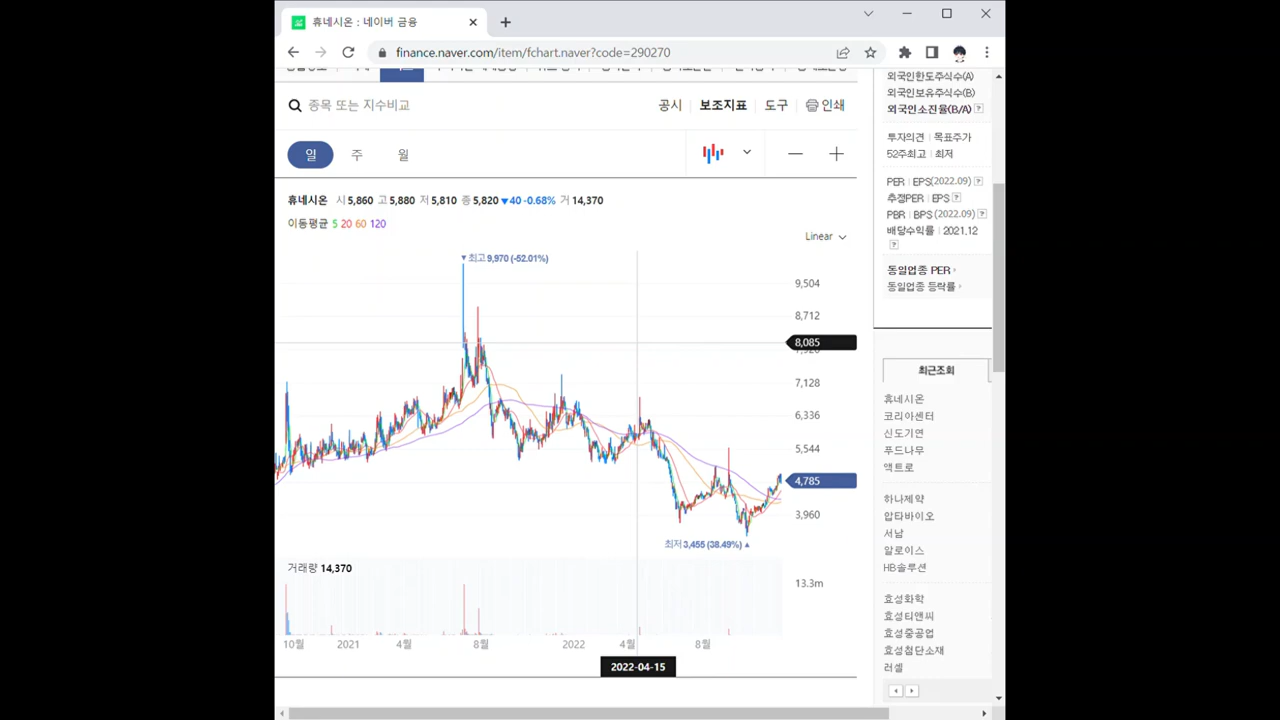 휴네시온 : 네이버 금융
finance.naver.com/item/fchart.naver?code=290270
종목 또는 지수비교
공시 보조지표 도구 인쇄
일 주 월
휴네시온 시 5,860 고 5,880 저 5,810 종 5,820 ▼40 -0.68% 거 14,370
이동평균 5 20 60 120
Linear
▼최고 9,970 (-52.01%)
9,504
8,712
8,085
7,920
7,128
6,336
5,544
4,785
3,960
최저 3,455 (38.49%) ▲
거래량 14,370
13.3m
10월 2021 4월 8월 2022 4월 8월
2022-04-15
외국인한도주식수(A)
외국인보유주식수(B)
외국인소진율(B/A) ?
투자의견 | 목표주가
52주최고 | 최저
PER | EPS(2022.09) ?
추정PER | EPS ?
PBR | BPS (2022.09) ?
배당수익률 | 2021.12
?
동일업종 PER ›
동일업종 등락률 ›
최근조회
휴네시온
코리아센터
신도기연
푸드나무
액트로
하나제약
압타바이오
서남
알로이스
HB솔루션
효성화학
효성티앤씨
효성중공업
효성첨단소재
러셀